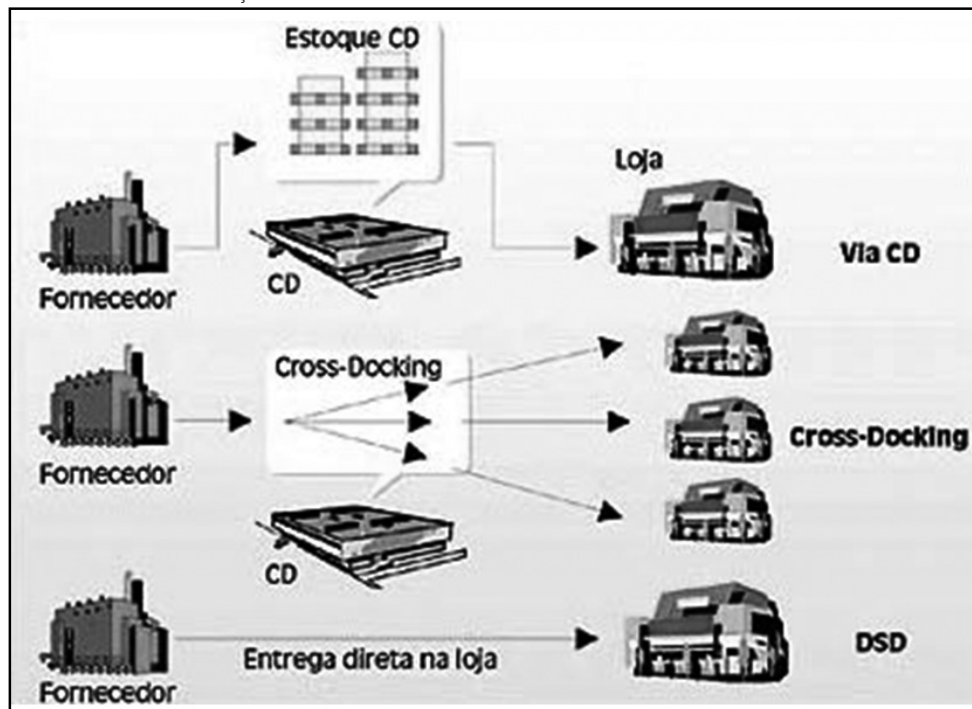 Estoque CD
Loja
Fornecedor
CD
Via CD
Cross-Docking
Fornecedor
CD
Cross-Docking
Fornecedor
Entrega direta na loja
DSD